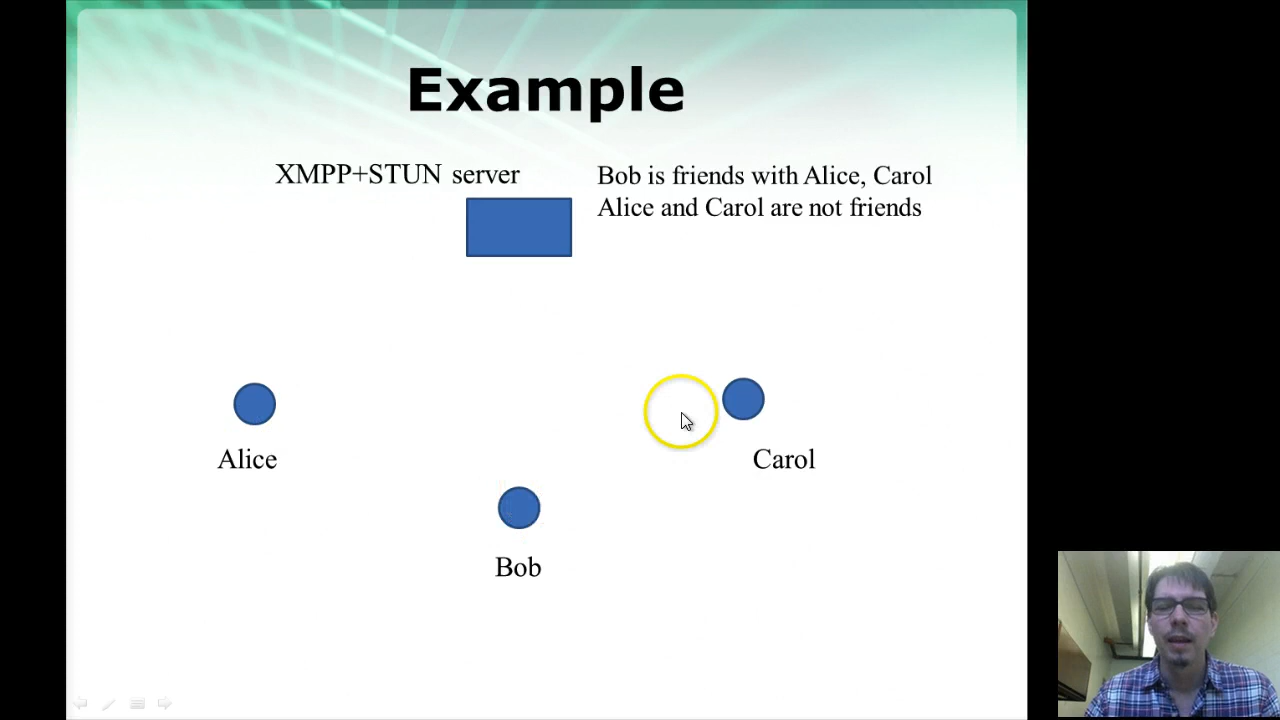 Example
XMPP+STUN server
Bob is friends with Alice, Carol
Alice and Carol are not friends
Alice
Carol
Bob